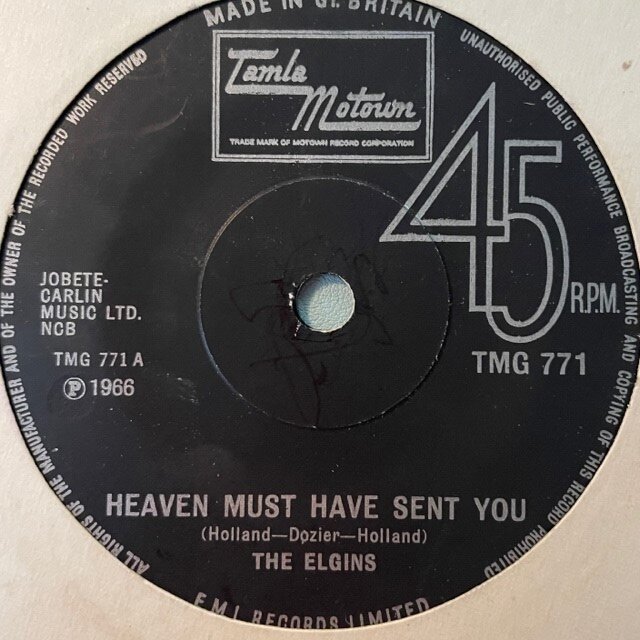 MADE IN Gt. BRITAIN
Tamla
Motown
TRADE MARK OF MOTOWN RECORD CORPORATION
45
R.P.M.
TMG 771
JOBETE-
CARLIN
MUSIC LTD.
NCB
TMG 771 A
Ⓟ 1966
HEAVEN MUST HAVE SENT YOU
(Holland—Dozier—Holland)
THE ELGINS
E.M.I. RECORDS LIMITED
ALL RIGHTS OF THE MANUFACTURER AND OF THE OWNER OF THE RECORDED WORK RESERVED
UNAUTHORISED PUBLIC PERFORMANCE BROADCASTING AND COPYING OF THIS RECORD PROHIBITED